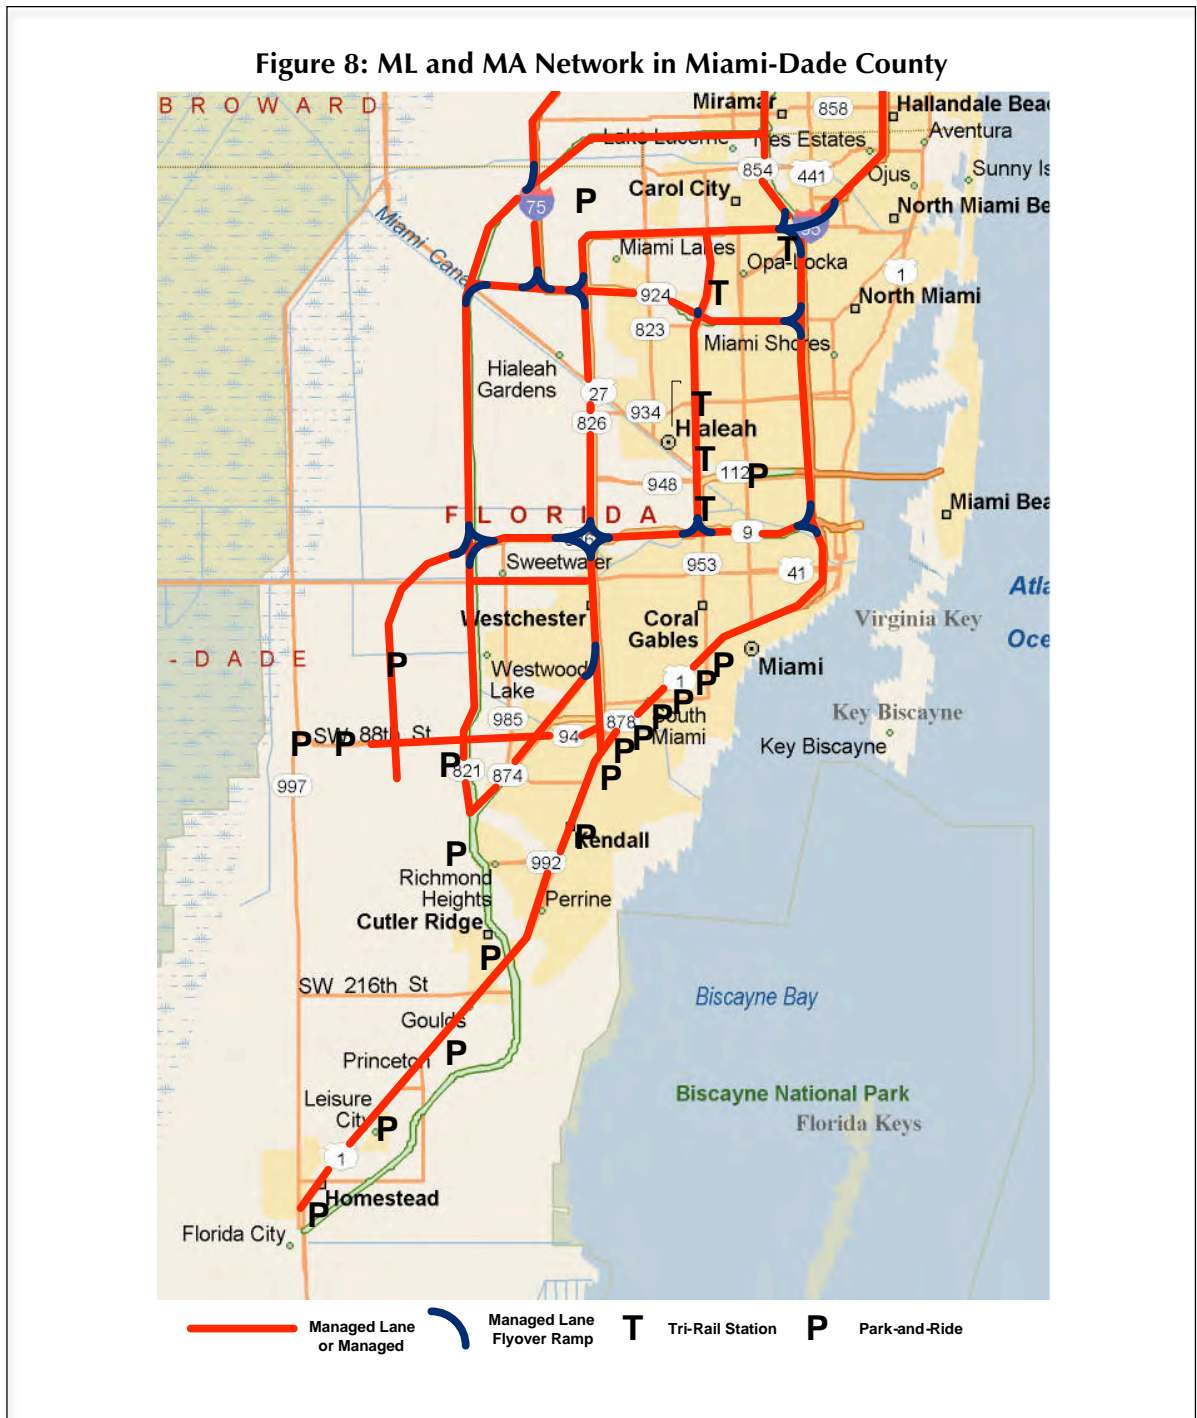 Figure 8: ML and MA Network in Miami-Dade County
BROWARD
Miramar
858
Hallandale Beac
Aventura
Lake Lucerne
Ives Estates
854
441
Ojus
Sunny Is
Carol City
75
P
North Miami Be
95
Miami Canal
Miami Lakes
T
Opa-Locka
1
924
T
North Miami
823
Miami Shores
Hialeah
Gardens
27
934
T
826
Hialeah
T
112
P
948
Miami Bea
T
FLORIDA
9
Sweetwater
953
41
Atla
Westchester
Coral
Gables
Virginia Key
Oce
-DADE
P
Westwood
Lake
P
Miami
1
P
P
985
P
878
South
Miami
Key Biscayne
P
SW 88th St
P
P
94
P
Key Biscayne
P
821
874
P
997
P
Kendall
P
992
Richmond
Heights
Perrine
Cutler Ridge
P
SW 216th St
Biscayne Bay
Goulds
P
Princeton
Leisure
City
P
Biscayne National Park
Florida Keys
1
Homestead
P
Florida City
Managed Lane
or Managed
Managed Lane
Flyover Ramp
T
Tri-Rail Station
P
Park-and-Ride